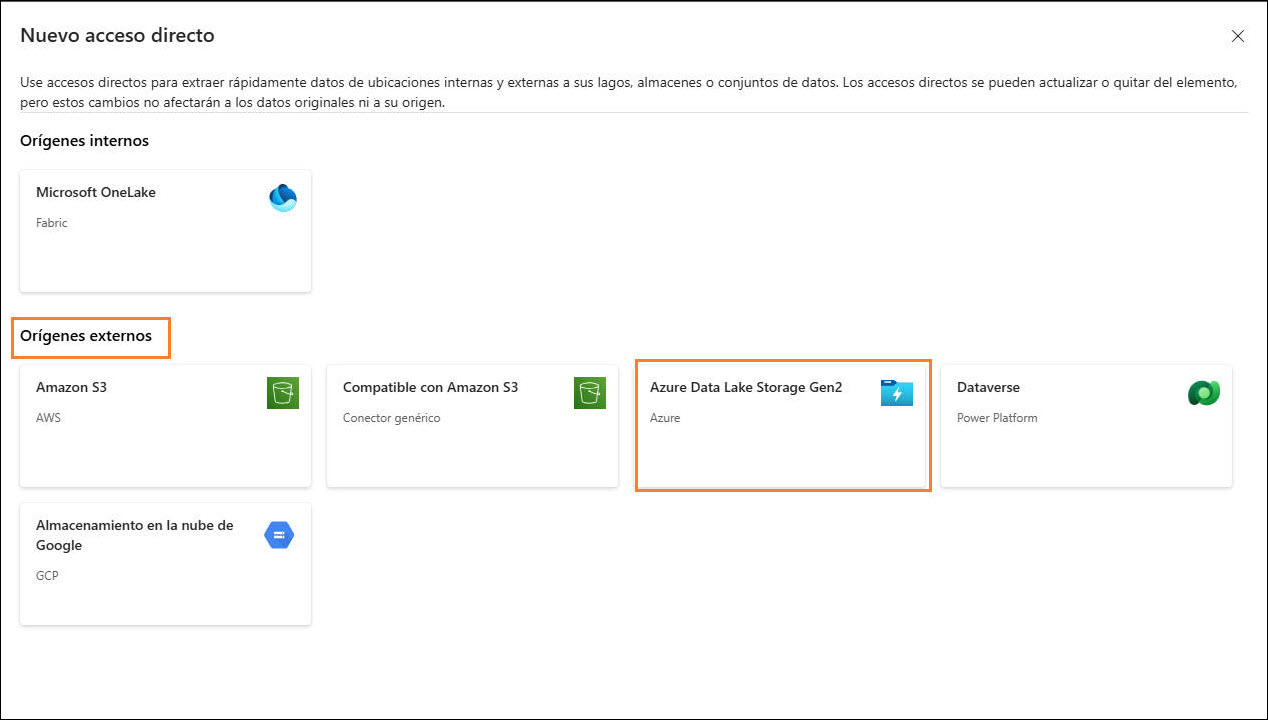 Nuevo acceso directo
Use accesos directos para extraer rápidamente datos de ubicaciones internas y externas a sus lagos, almacenes o conjuntos de datos. Los accesos directos se pueden actualizar o quitar del elemento,
pero estos cambios no afectarán a los datos originales ni a su origen.
Orígenes internos
Microsoft OneLake
Fabric
Orígenes externos
Amazon S3
AWS
Compatible con Amazon S3
Conector genérico
Azure Data Lake Storage Gen2
Azure
Dataverse
Power Platform
Almacenamiento en la nube de
Google
GCP